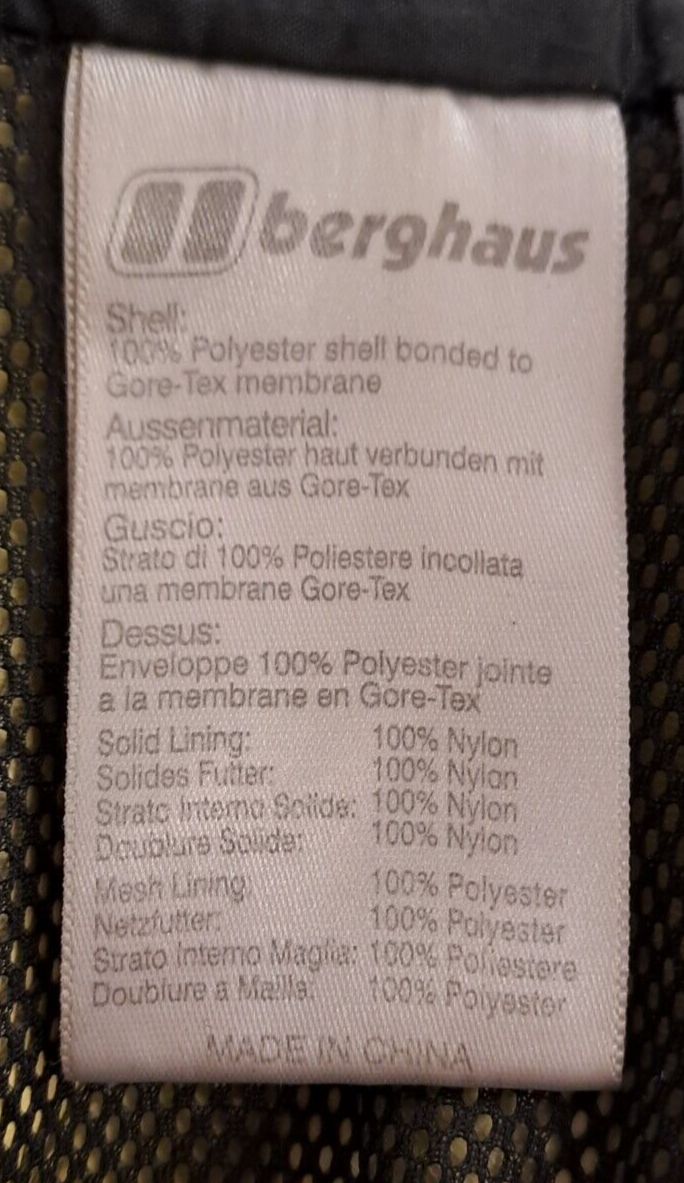 berghaus
Shell:
100% Polyester shell bonded to
Gore-Tex membrane
Aussenmaterial:
100% Polyester haut verbunden mit
membrane aus Gore-Tex
Guscio:
Strato di 100% Poliestere incollata
una membrane Gore-Tex
Dessus:
Enveloppe 100% Polyester jointe
a la membrane en Gore-Tex
Solid Lining: 100% Nylon
Solides Futter: 100% Nylon
Strato Interno Solide: 100% Nylon
Doublure Solide: 100% Nylon
Mesh Lining: 100% Polyester
Netzfutter: 100% Polyester
Strato Interno Maglia: 100% Poliestere
Doublure a Maille: 100% Polyester
MADE IN CHINA